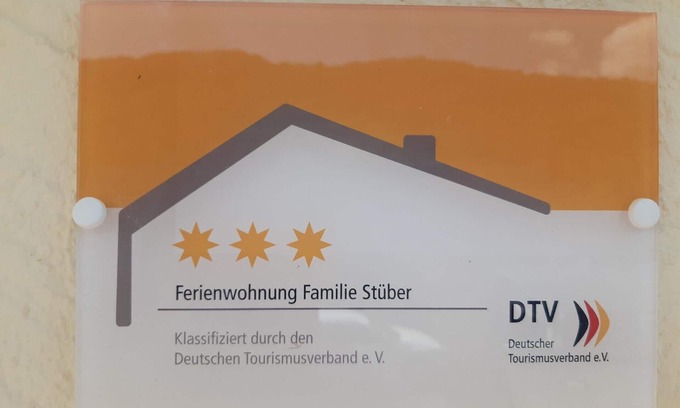 Ferienwohnung Familie Stüber
Klassifiziert durch den
Deutschen Tourismusverband e. V.
DTV
Deutscher
Tourismusverband e.V.